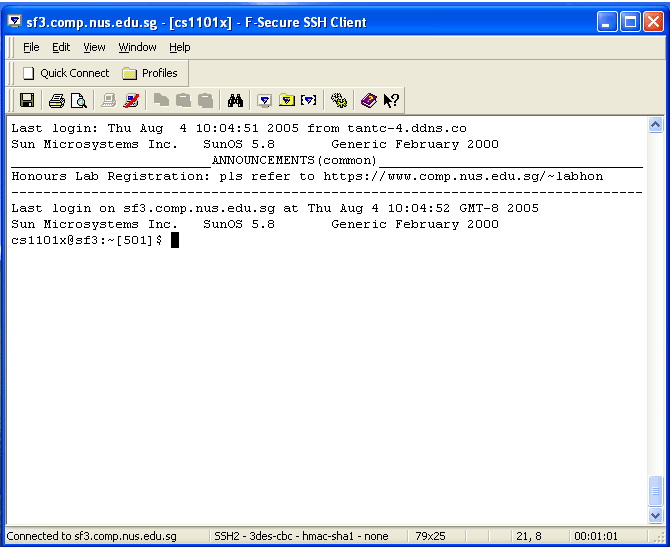 sf3.comp.nus.edu.sg - [cs1101x] - F-Secure SSH Client
File Edit View Window Help
Quick Connect Profiles
Last login: Thu Aug  4 10:04:51 2005 from tantc-4.ddns.co
Sun Microsystems Inc.   SunOS 5.8       Generic February 2000
_________________________ANNOUNCEMENTS(common)_________________________________
Honours Lab Registration: pls refer to https://www.comp.nus.edu.sg/~labhon
-------------------------------------------------------------------------------
Last login on sf3.comp.nus.edu.sg at Thu Aug 4 10:04:52 GMT-8 2005
Sun Microsystems Inc.   SunOS 5.8       Generic February 2000
cs1101x@sf3:~[501]$
Connected to sf3.comp.nus.edu.sg SSH2 - 3des-cbc - hmac-sha1 - none 79x25 21, 8 00:01:01